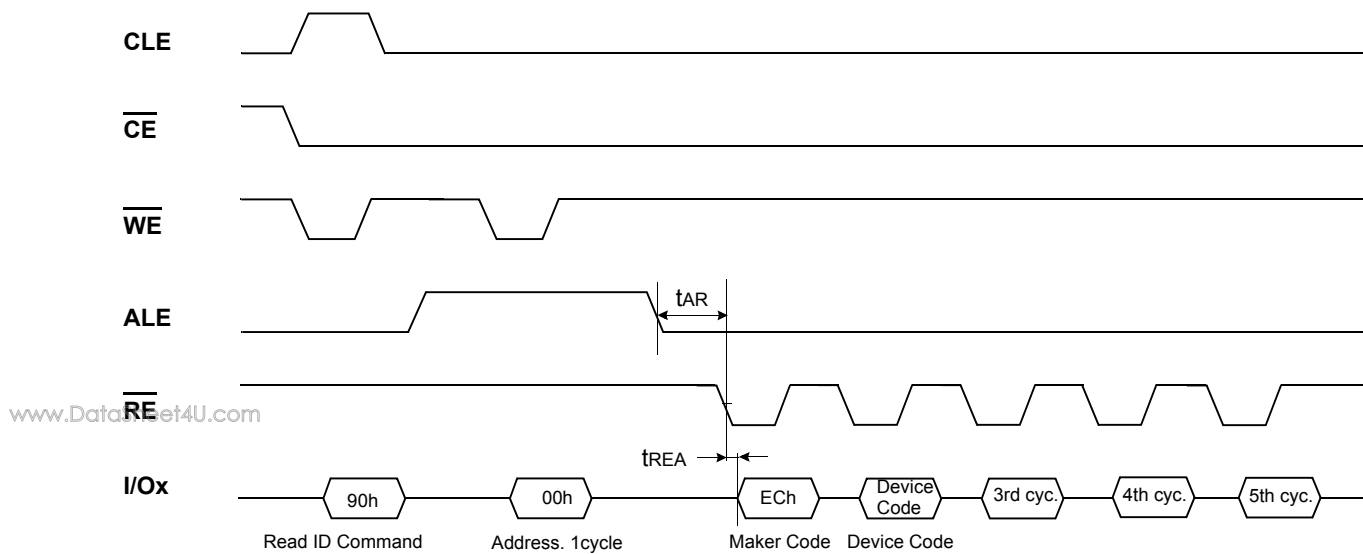 CLE
CE
WE
ALE
tAR
RE
www.DataSheet4U.com
tREA
I/Ox
90h
00h
ECh
Device
Code
3rd cyc.
4th cyc.
5th cyc.
Read ID Command
Address. 1cycle
Maker Code
Device Code